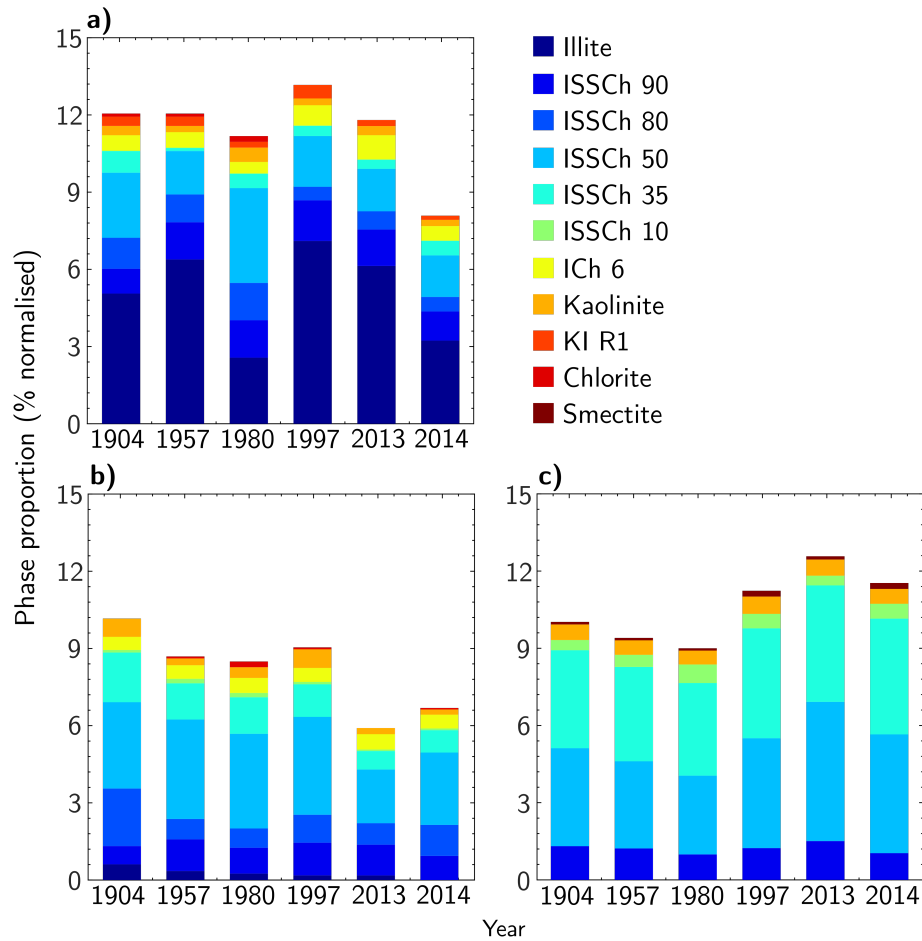 a)
15
12
9
6
3
0
1904 1957 1980 1997 2013 2014
Illite
ISSCh 90
ISSCh 80
ISSCh 50
ISSCh 35
ISSCh 10
ICh 6
Kaolinite
KI R1
Chlorite
Smectite
Phase proportion (% normalised)
b)
15
12
9
6
3
0
1904 1957 1980 1997 2013 2014
c)
15
12
9
6
3
0
1904 1957 1980 1997 2013 2014
Year